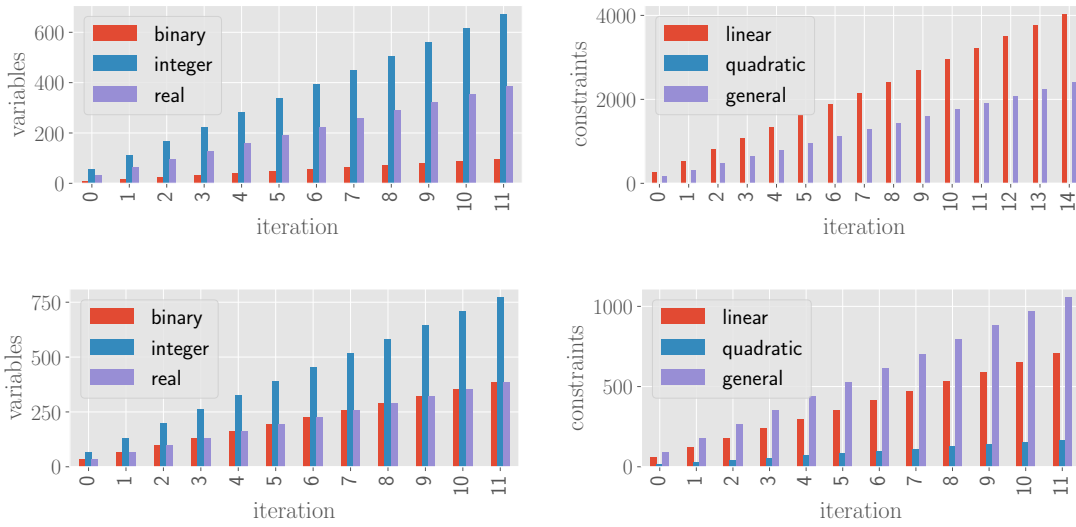 variables
600
400
200
0
binary
integer
real
0 1 2 3 4 5 6 7 8 9 10 11
iteration
constraints
4000
2000
0
linear
quadratic
general
0 1 2 3 4 5 6 7 8 9 10 11 12 13 14
iteration
variables
750
500
250
0
binary
integer
real
0 1 2 3 4 5 6 7 8 9 10 11
iteration
constraints
1000
500
0
linear
quadratic
general
0 1 2 3 4 5 6 7 8 9 10 11
iteration